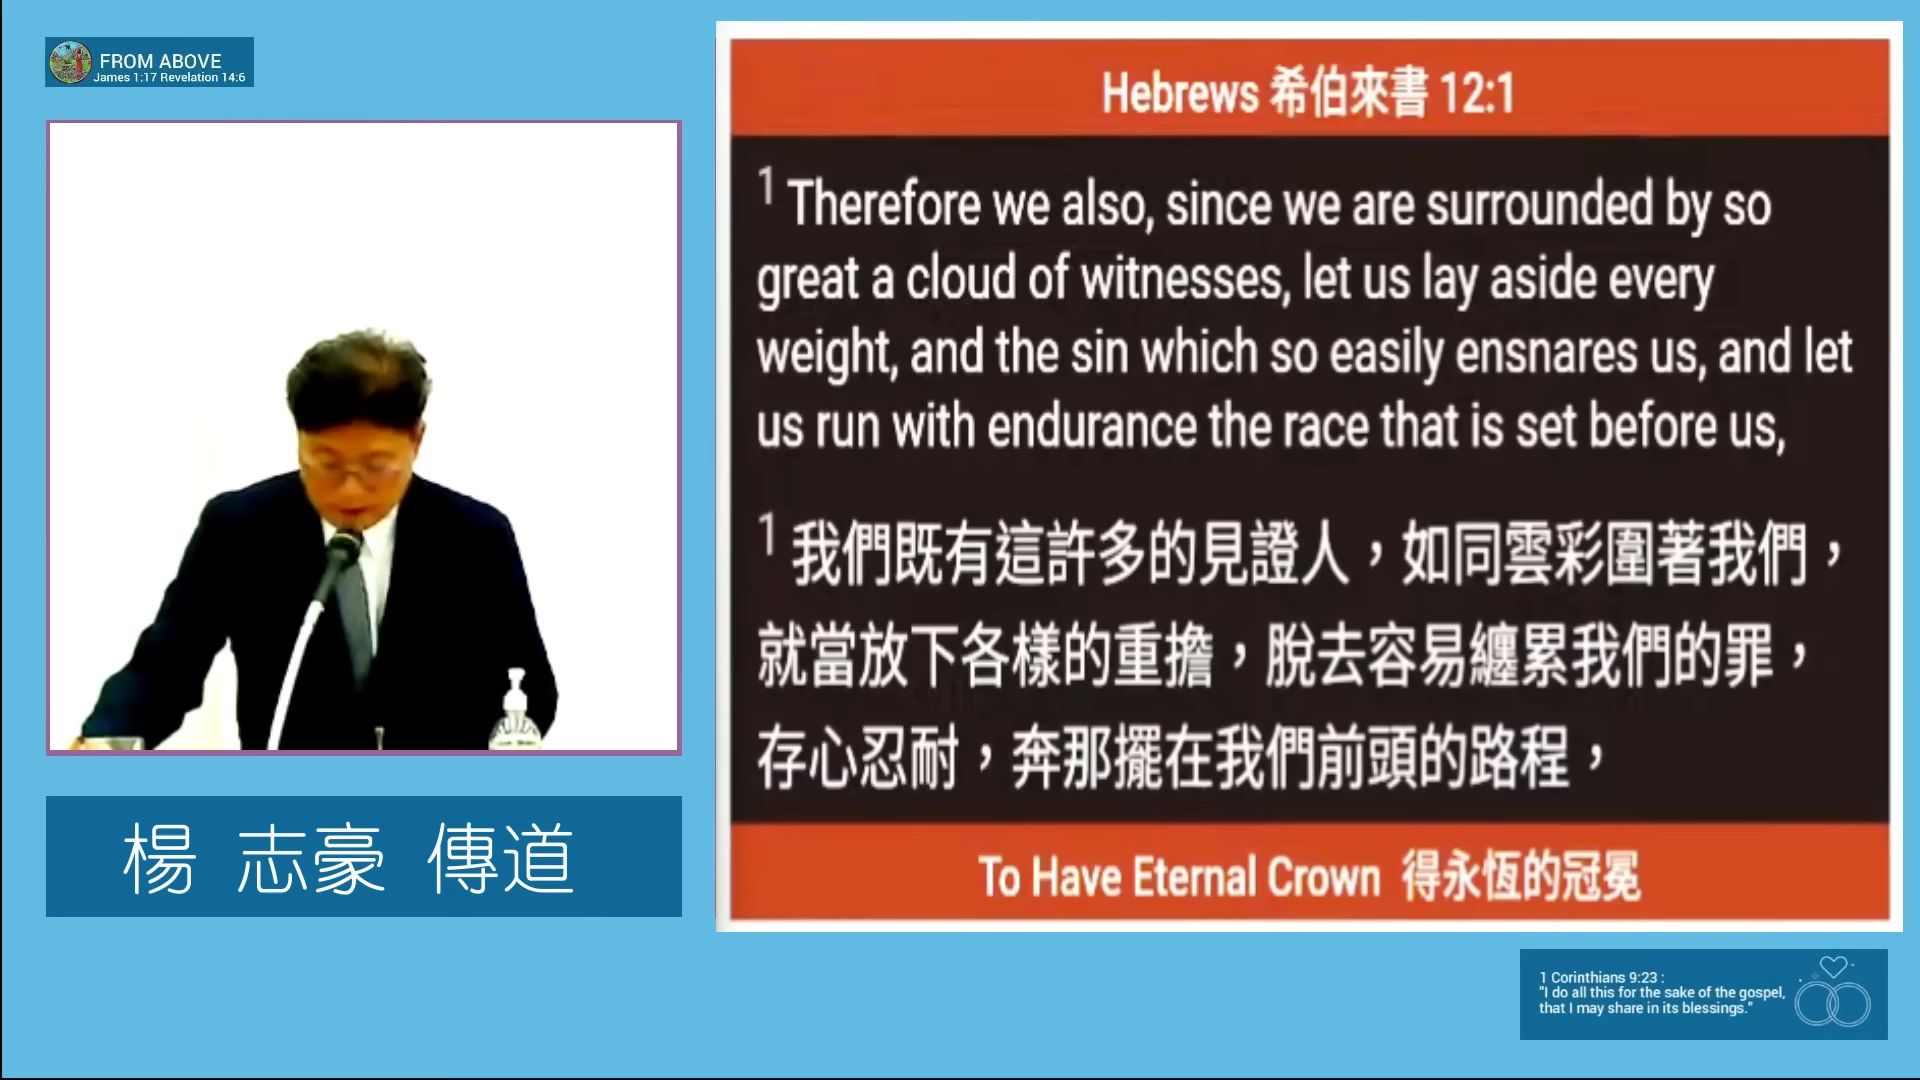 FROM ABOVE
James 1:17 Revelation 14:6
Hebrews 希伯來書 12:1
1 Therefore we also, since we are surrounded by so
great a cloud of witnesses, let us lay aside every
weight, and the sin which so easily ensnares us, and let
us run with endurance the race that is set before us,
1 我們既有這許多的見證人，如同雲彩圍著我們，
就當放下各樣的重擔，脫去容易纏累我們的罪，
存心忍耐，奔那擺在我們前頭的路程，
To Have Eternal Crown 得永恆的冠冕
楊 志豪 傳道
1 Corinthians 9:23 :
"I do all this for the sake of the gospel,
that I may share in its blessings."